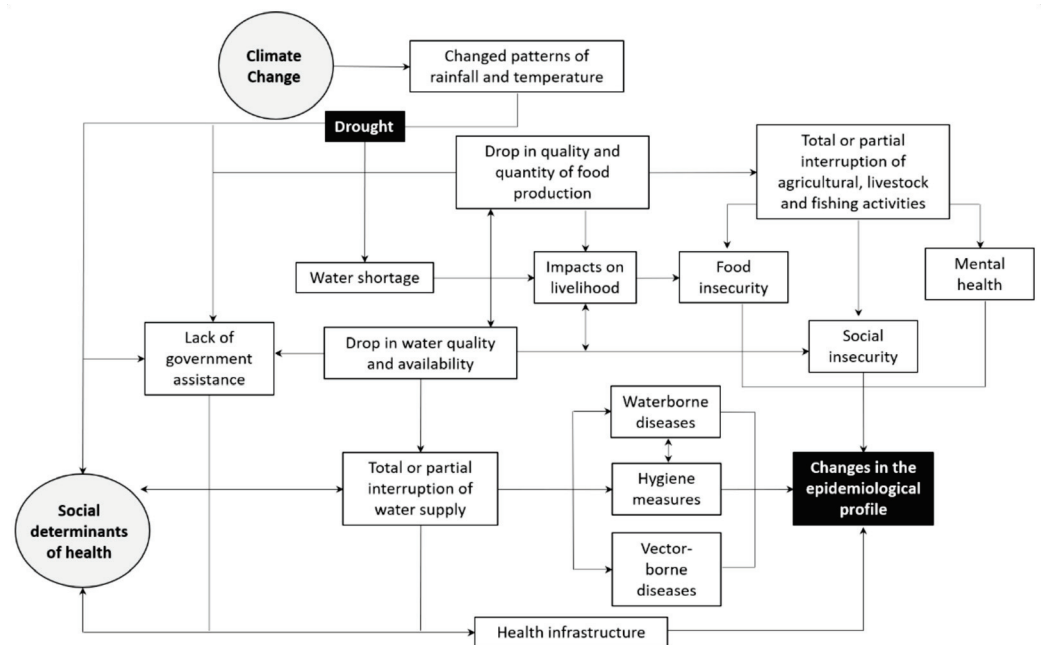 Climate
Change
Changed patterns of
rainfall and temperature
Drought
Drop in quality and
quantity of food
production
Total or partial
interruption of
agricultural, livestock
and fishing activities
Water shortage
Impacts on
livelihood
Food
insecurity
Mental
health
Lack of
government
assistance
Drop in water quality
and availability
Social
insecurity
Waterborne
diseases
Total or partial
interruption of
water supply
Hygiene
measures
Changes in the
epidemiological
profile
Social
determinants
of health
Vector-
borne
diseases
Health infrastructure